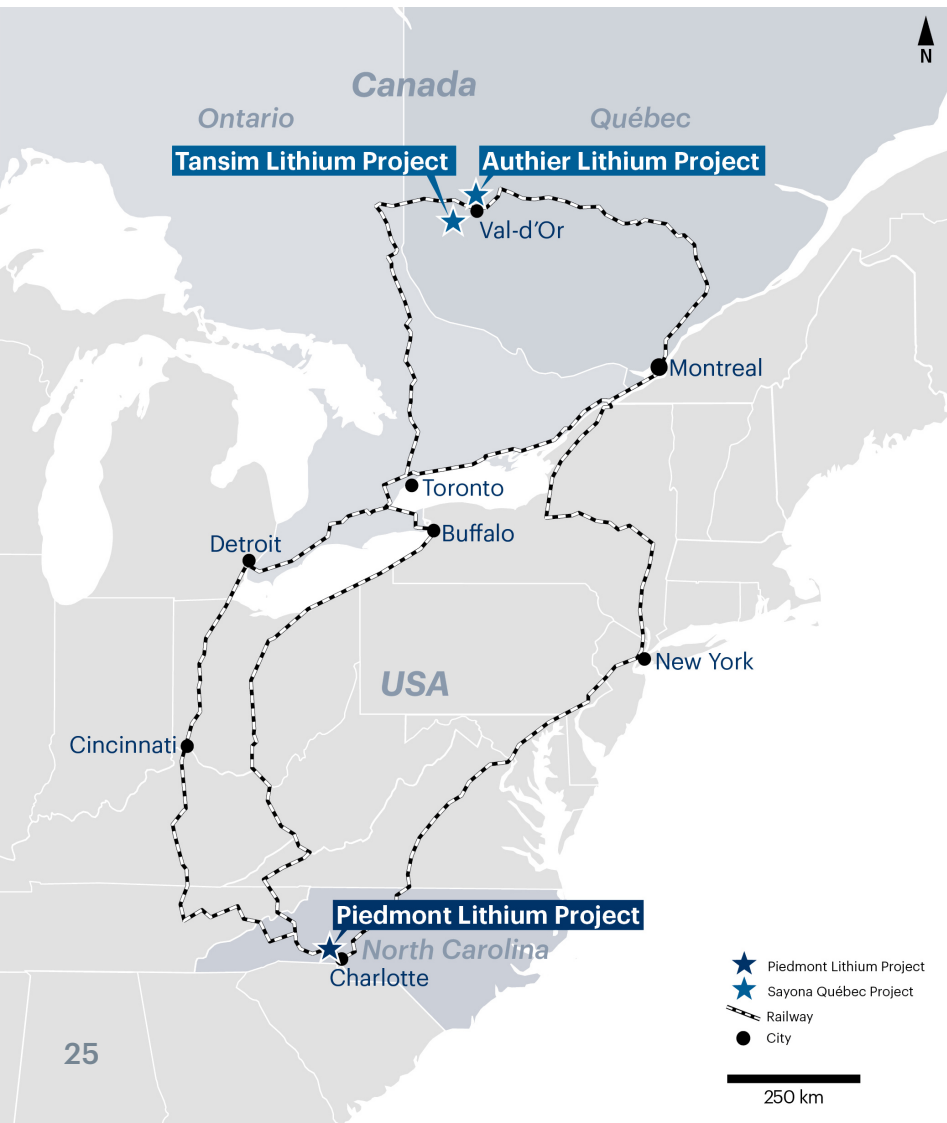 N
Canada
Ontario
Québec
Tansim Lithium Project
Authier Lithium Project
Val-d'Or
Montreal
Toronto
Buffalo
Detroit
New York
USA
Cincinnati
Piedmont Lithium Project
North Carolina
Charlotte
Piedmont Lithium Project
Sayona Québec Project
Railway
City
25
250 km